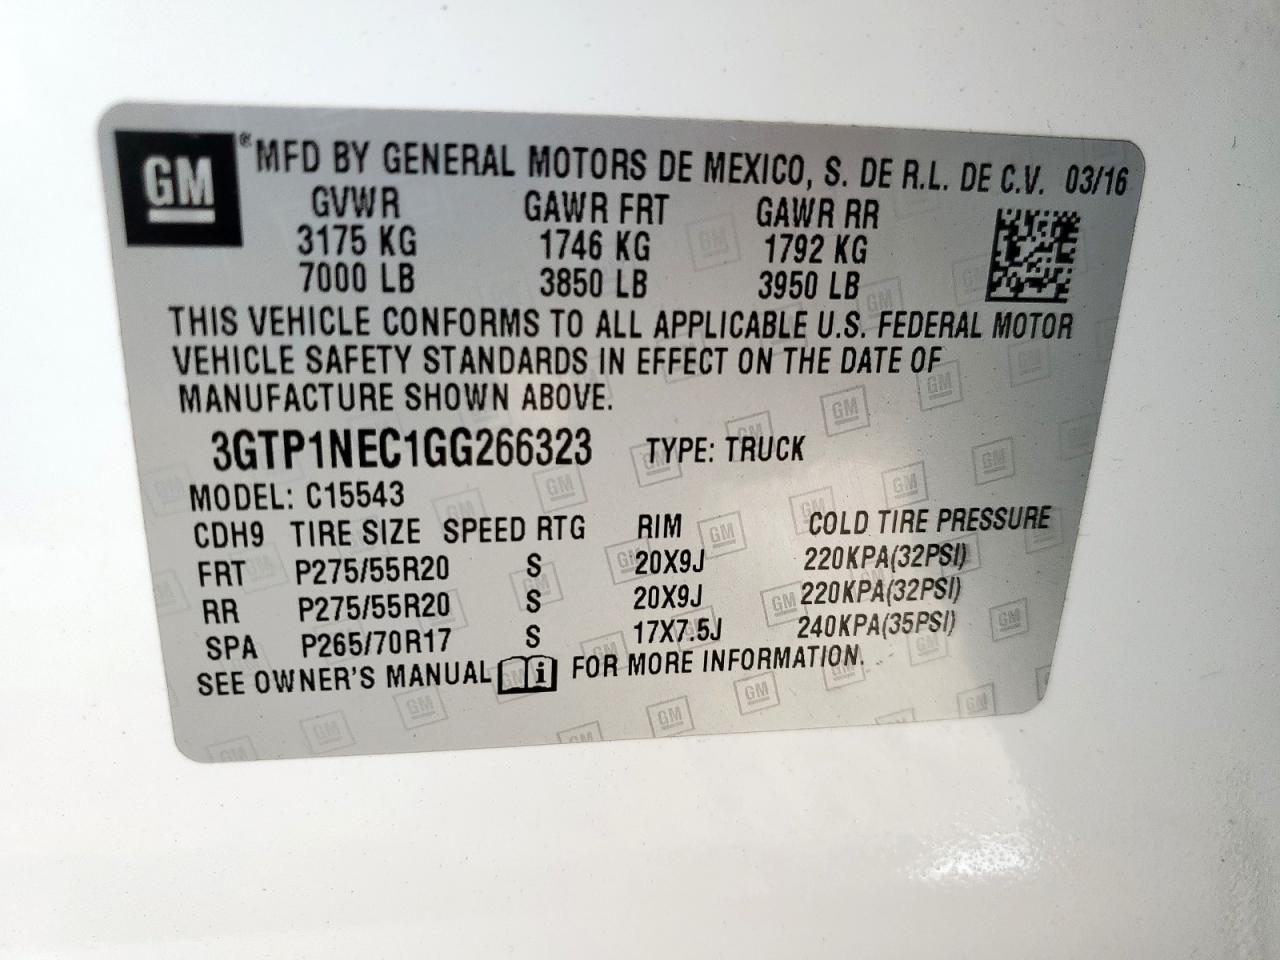 GM ® MFD BY GENERAL MOTORS DE MEXICO, S. DE R.L. DE C.V. 03/16
GVWR GAWR FRT GAWR RR
3175 KG 1746 KG 1792 KG
7000 LB 3850 LB 3950 LB
THIS VEHICLE CONFORMS TO ALL APPLICABLE U.S. FEDERAL MOTOR
VEHICLE SAFETY STANDARDS IN EFFECT ON THE DATE OF
MANUFACTURE SHOWN ABOVE.
3GTP1NEC1GG266323 TYPE: TRUCK
MODEL: C15543
CDH9 TIRE SIZE SPEED RTG RIM COLD TIRE PRESSURE
FRT P275/55R20 S 20X9J 220KPA(32PSI)
RR P275/55R20 S 20X9J 220KPA(32PSI)
SPA P265/70R17 S 17X7.5J 240KPA(35PSI)
SEE OWNER'S MANUAL i FOR MORE INFORMATION.